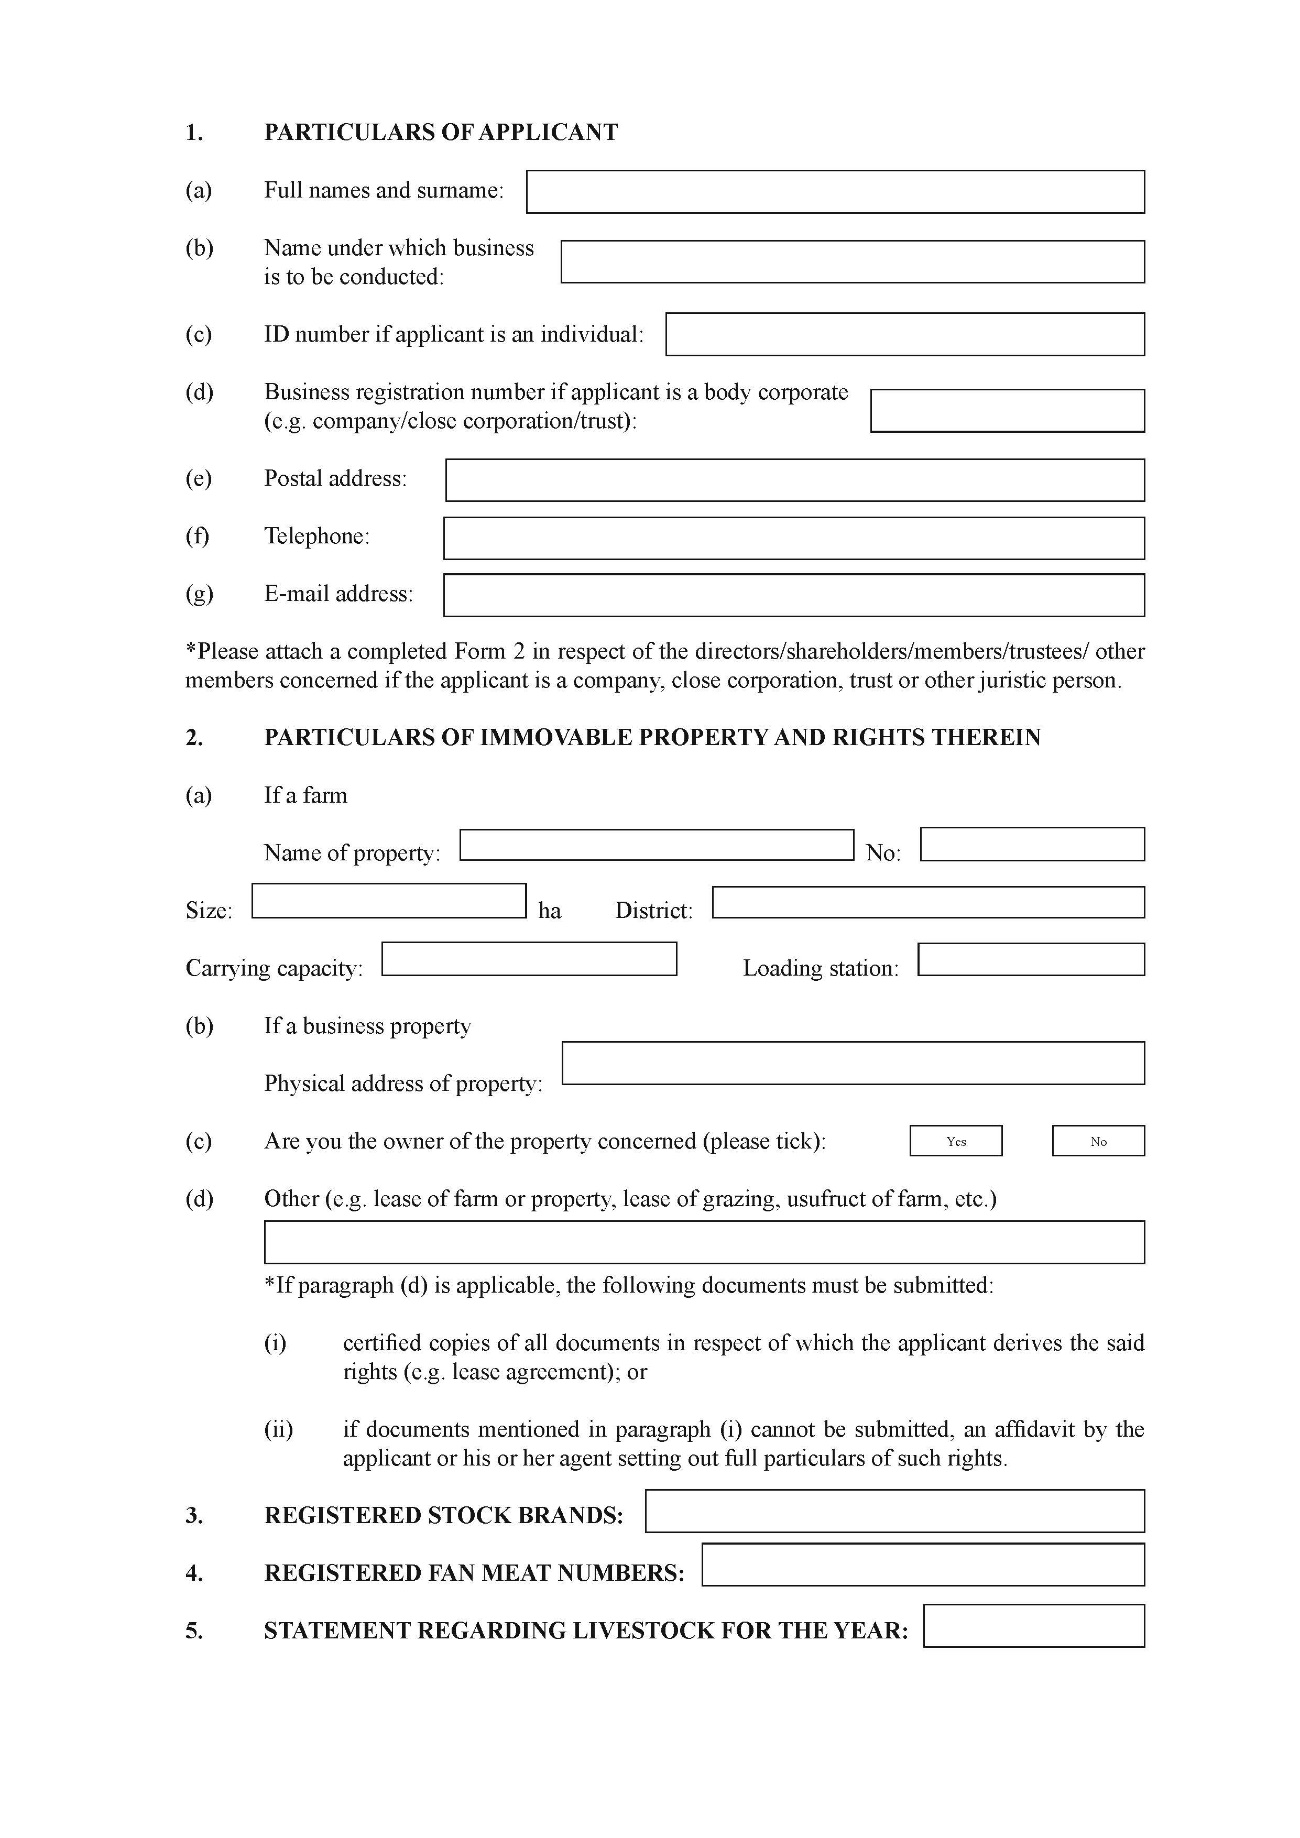 1. PARTICULARS OF APPLICANT
(a) Full names and surname:
(b) Name under which business
is to be conducted:
(c) ID number if applicant is an individual:
(d) Business registration number if applicant is a body corporate
(e.g. company/close corporation/trust):
(e) Postal address:
(f) Telephone:
(g) E-mail address:
*Please attach a completed Form 2 in respect of the directors/shareholders/members/trustees/ other
members concerned if the applicant is a company, close corporation, trust or other juristic person.
2. PARTICULARS OF IMMOVABLE PROPERTY AND RIGHTS THEREIN
(a) If a farm
Name of property: No:
Size: ha District:
Carrying capacity: Loading station:
(b) If a business property
Physical address of property:
(c) Are you the owner of the property concerned (please tick): Yes No
(d) Other (e.g. lease of farm or property, lease of grazing, usufruct of farm, etc.)
*If paragraph (d) is applicable, the following documents must be submitted:
(i) certified copies of all documents in respect of which the applicant derives the said
rights (e.g. lease agreement); or
(ii) if documents mentioned in paragraph (i) cannot be submitted, an affidavit by the
applicant or his or her agent setting out full particulars of such rights.
3. REGISTERED STOCK BRANDS:
4. REGISTERED FAN MEAT NUMBERS:
5. STATEMENT REGARDING LIVESTOCK FOR THE YEAR: